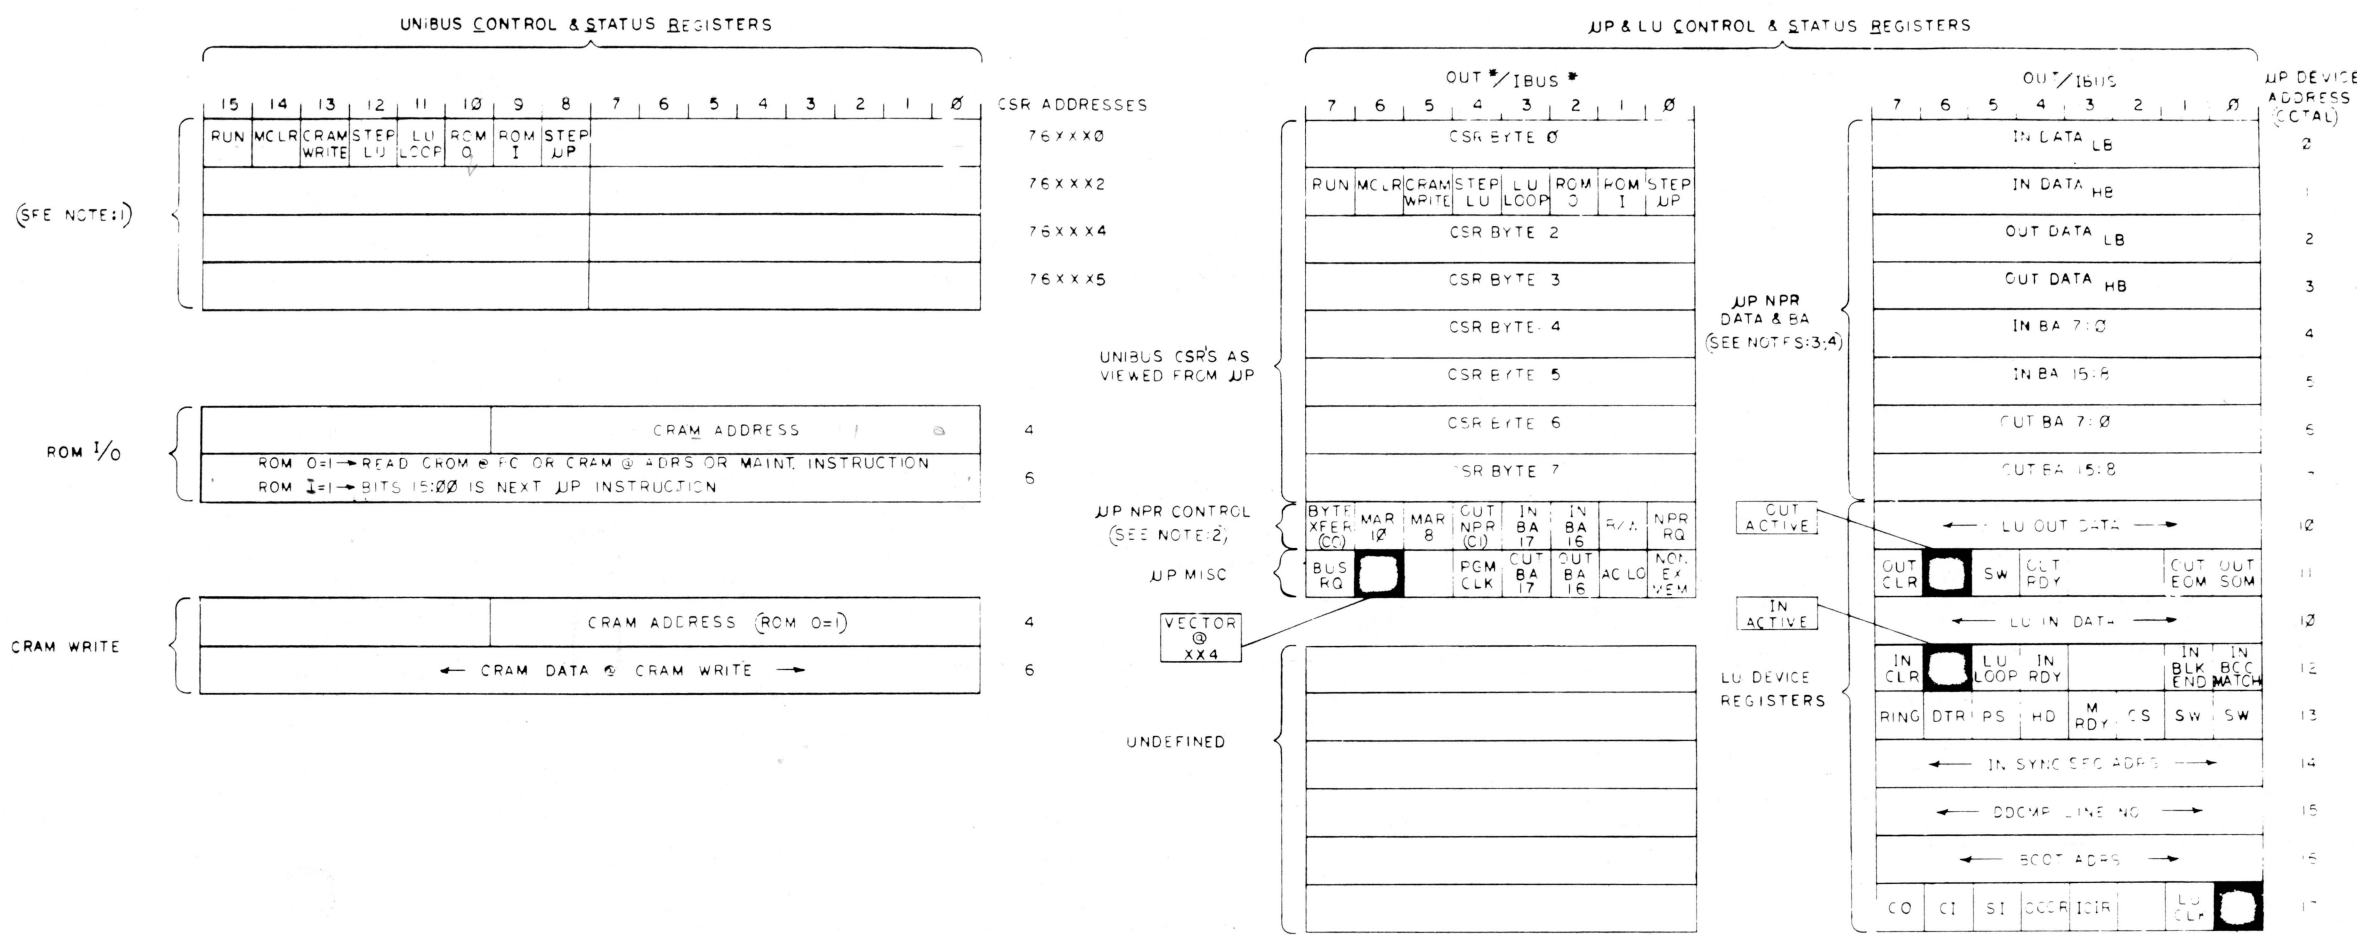 UNIBUS CONTROL & STATUS REGISTERS
15 14 13 12 11 10 9 8 7 6 5 4 3 2 1 Ø CSR ADDRESSES
RUN MCLR CRAM WRITE STEP LU LU LOOP ROM O ROM I STEP µP
76XXXØ
76XXX2
76XXX4
76XXX5
(SEE NOTE:1)
ROM I/O
CRAM ADDRESS 4
ROM O=1→READ CROM @ PC OR CRAM @ ADRS OR MAINT. INSTRUCTION
ROM I=1→BITS 15:ØØ IS NEXT µP INSTRUCTION
6
CRAM WRITE
CRAM ADDRESS (ROM O=1) 4
← CRAM DATA @ CRAM WRITE → 6
µP & LU CONTROL & STATUS REGISTERS
OUT*/IBUS*
7 6 5 4 3 2 1 Ø
UNIBUS CSR'S AS
VIEWED FROM µP
CSR BYTE Ø
RUN MCLR CRAM WRITE STEP LU LU LOOP ROM O ROM I STEP µP
CSR BYTE 2
CSR BYTE 3
CSR BYTE 4
CSR BYTE 5
CSR BYTE 6
CSR BYTE 7
µP NPR CONTROL
(SEE NOTE:2)
BYTE XFER (CO) MAR 1Ø MAR 8 OUT NPR (CI) IN BA 17 IN BA 16 NPR RQ
µP MISC
BUS RQ PGM CLK OUT BA 17 OUT BA 16 AC LO NON EX MEM
VECTOR
@
XX4
UNDEFINED
OUT/IBUS
7 6 5 4 3 2 1 Ø
µP DEVICE
ADDRESS
(OCTAL)
µP NPR
DATA & BA
(SEE NOTES:3,4)
IN DATA LB Ø
IN DATA HB 1
OUT DATA LB 2
OUT DATA HB 3
IN BA 7:Ø 4
IN BA 15:8 5
OUT BA 7:Ø 6
OUT BA 15:8 7
OUT
ACTIVE
← LU OUT DATA → 1Ø
OUT CLR SW OUT RDY OUT EOM OUT SOM 11
IN
ACTIVE
← LU IN DATA → 1Ø
LU DEVICE
REGISTERS
IN CLR LU LOOP IN RDY IN BLK END IN BCC MATCH 12
RING DTR PS HD M RDY CS SW SW 13
← IN SYNC SEC ADRS → 14
← DDCMP LINE NO → 15
← BOOT ADRS → 16
CO CI SI OCOR ICIR LU CLR 17